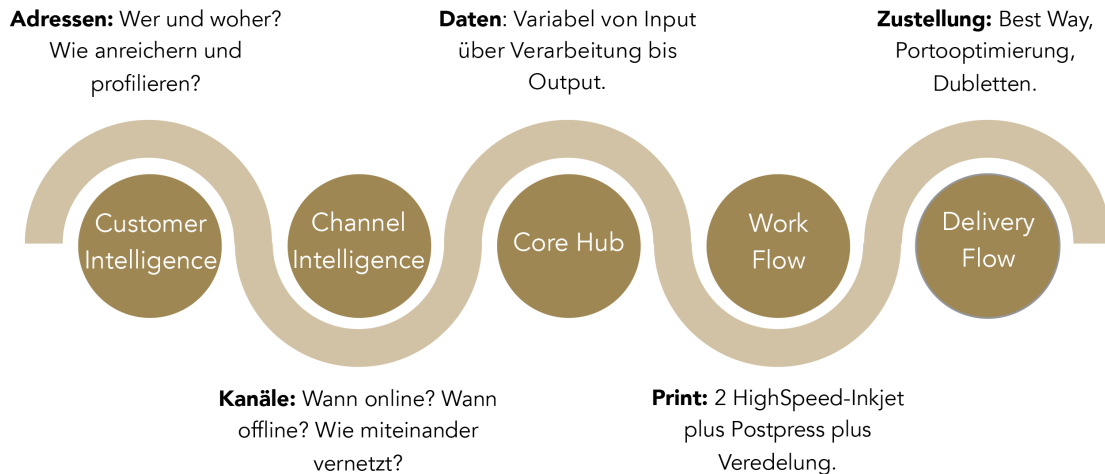 Adressen: Wer und woher?
Wie anreichern und
profilieren?
Daten: Variabel von Input
über Verarbeitung bis
Output.
Zustellung: Best Way,
Portooptimierung,
Dubletten.
Customer
Intelligence
Channel
Intelligence
Core Hub
Work
Flow
Delivery
Flow
Kanäle: Wann online? Wann
offline? Wie miteinander
vernetzt?
Print: 2 HighSpeed-Inkjet
plus Postpress plus
Veredelung.